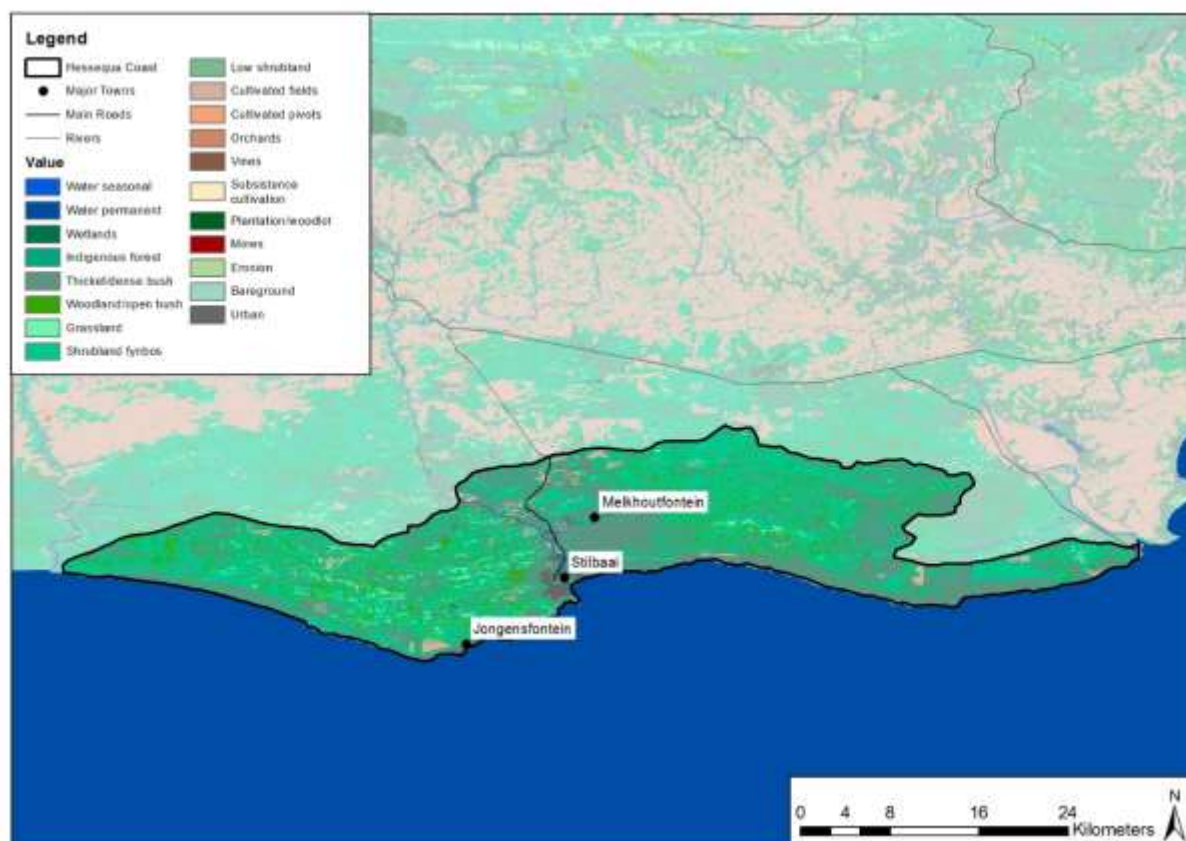 Legend
Hessequa Coast
Major Towns
Main Roads
Rivers
Value
Water seasonal
Water permanent
Wetlands
Indigenous forest
Thicket/dense bush
Woodland/open bush
Grassland
Shrubland fynbos
Low shrubland
Cultivated fields
Cultivated pivots
Orchards
Vines
Subsistence
cultivation
Plantation/woodlot
Mines
Erosion
Bareground
Urban
Melkhoutfontein
Stilbaai
Jongensfontein
N
0 4 8 16 24
Kilometers